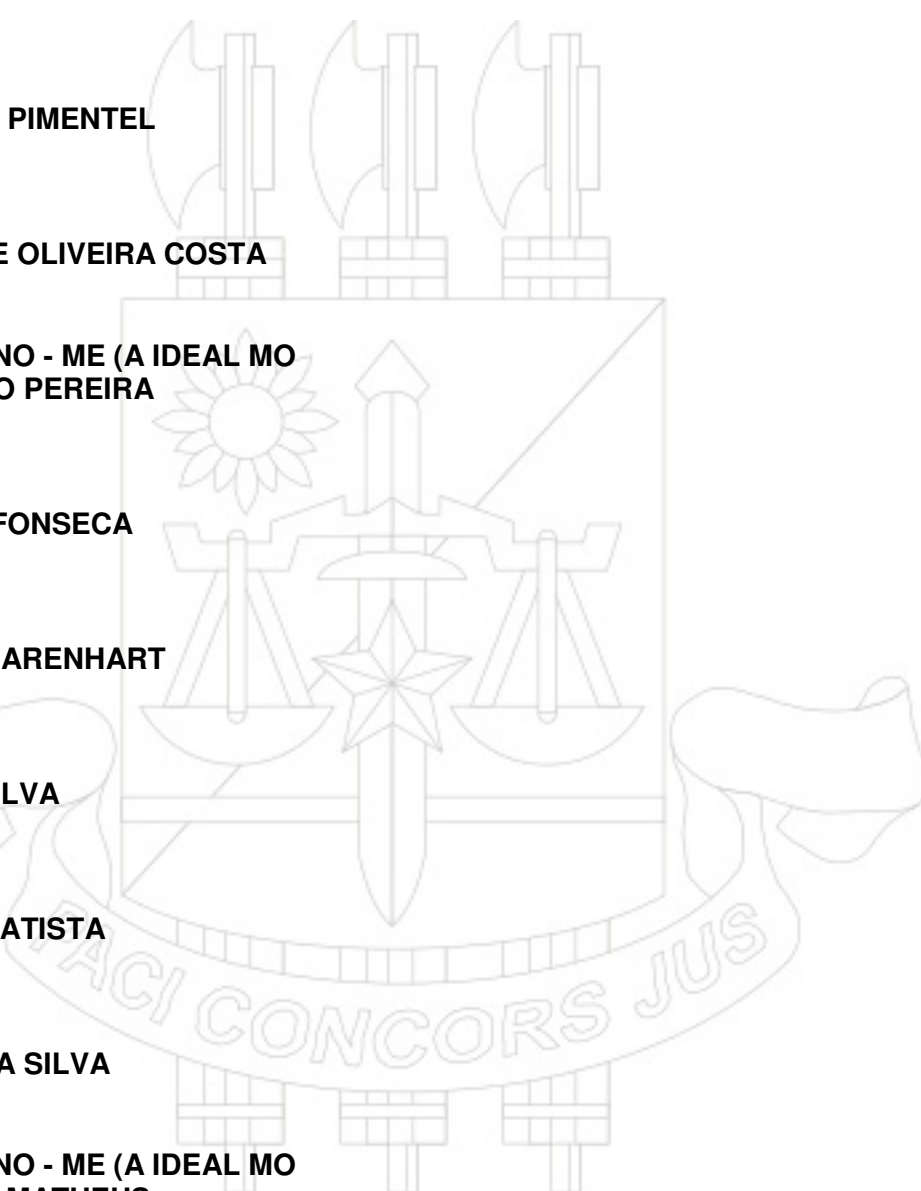 PIMENTEL
E OLIVEIRA COSTA
NO - ME (A IDEAL MO
O PEREIRA
FONSECA
ARENHART
LVA
ATISTA
PACI CONCORS JUS
A SILVA
NO - ME (A IDEAL MO
MATHEUS